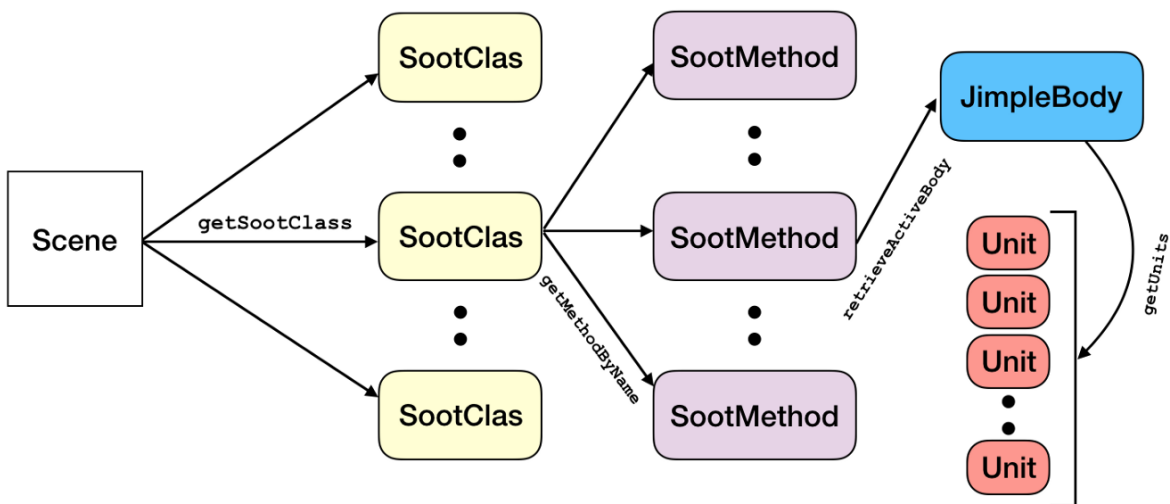 SootClas
SootMethod
JimpleBody
Scene
getSootClass
SootClas
getMethodByName
SootMethod
retrieveActiveBody
getUnits
Unit
Unit
Unit
Unit
SootClas
SootMethod